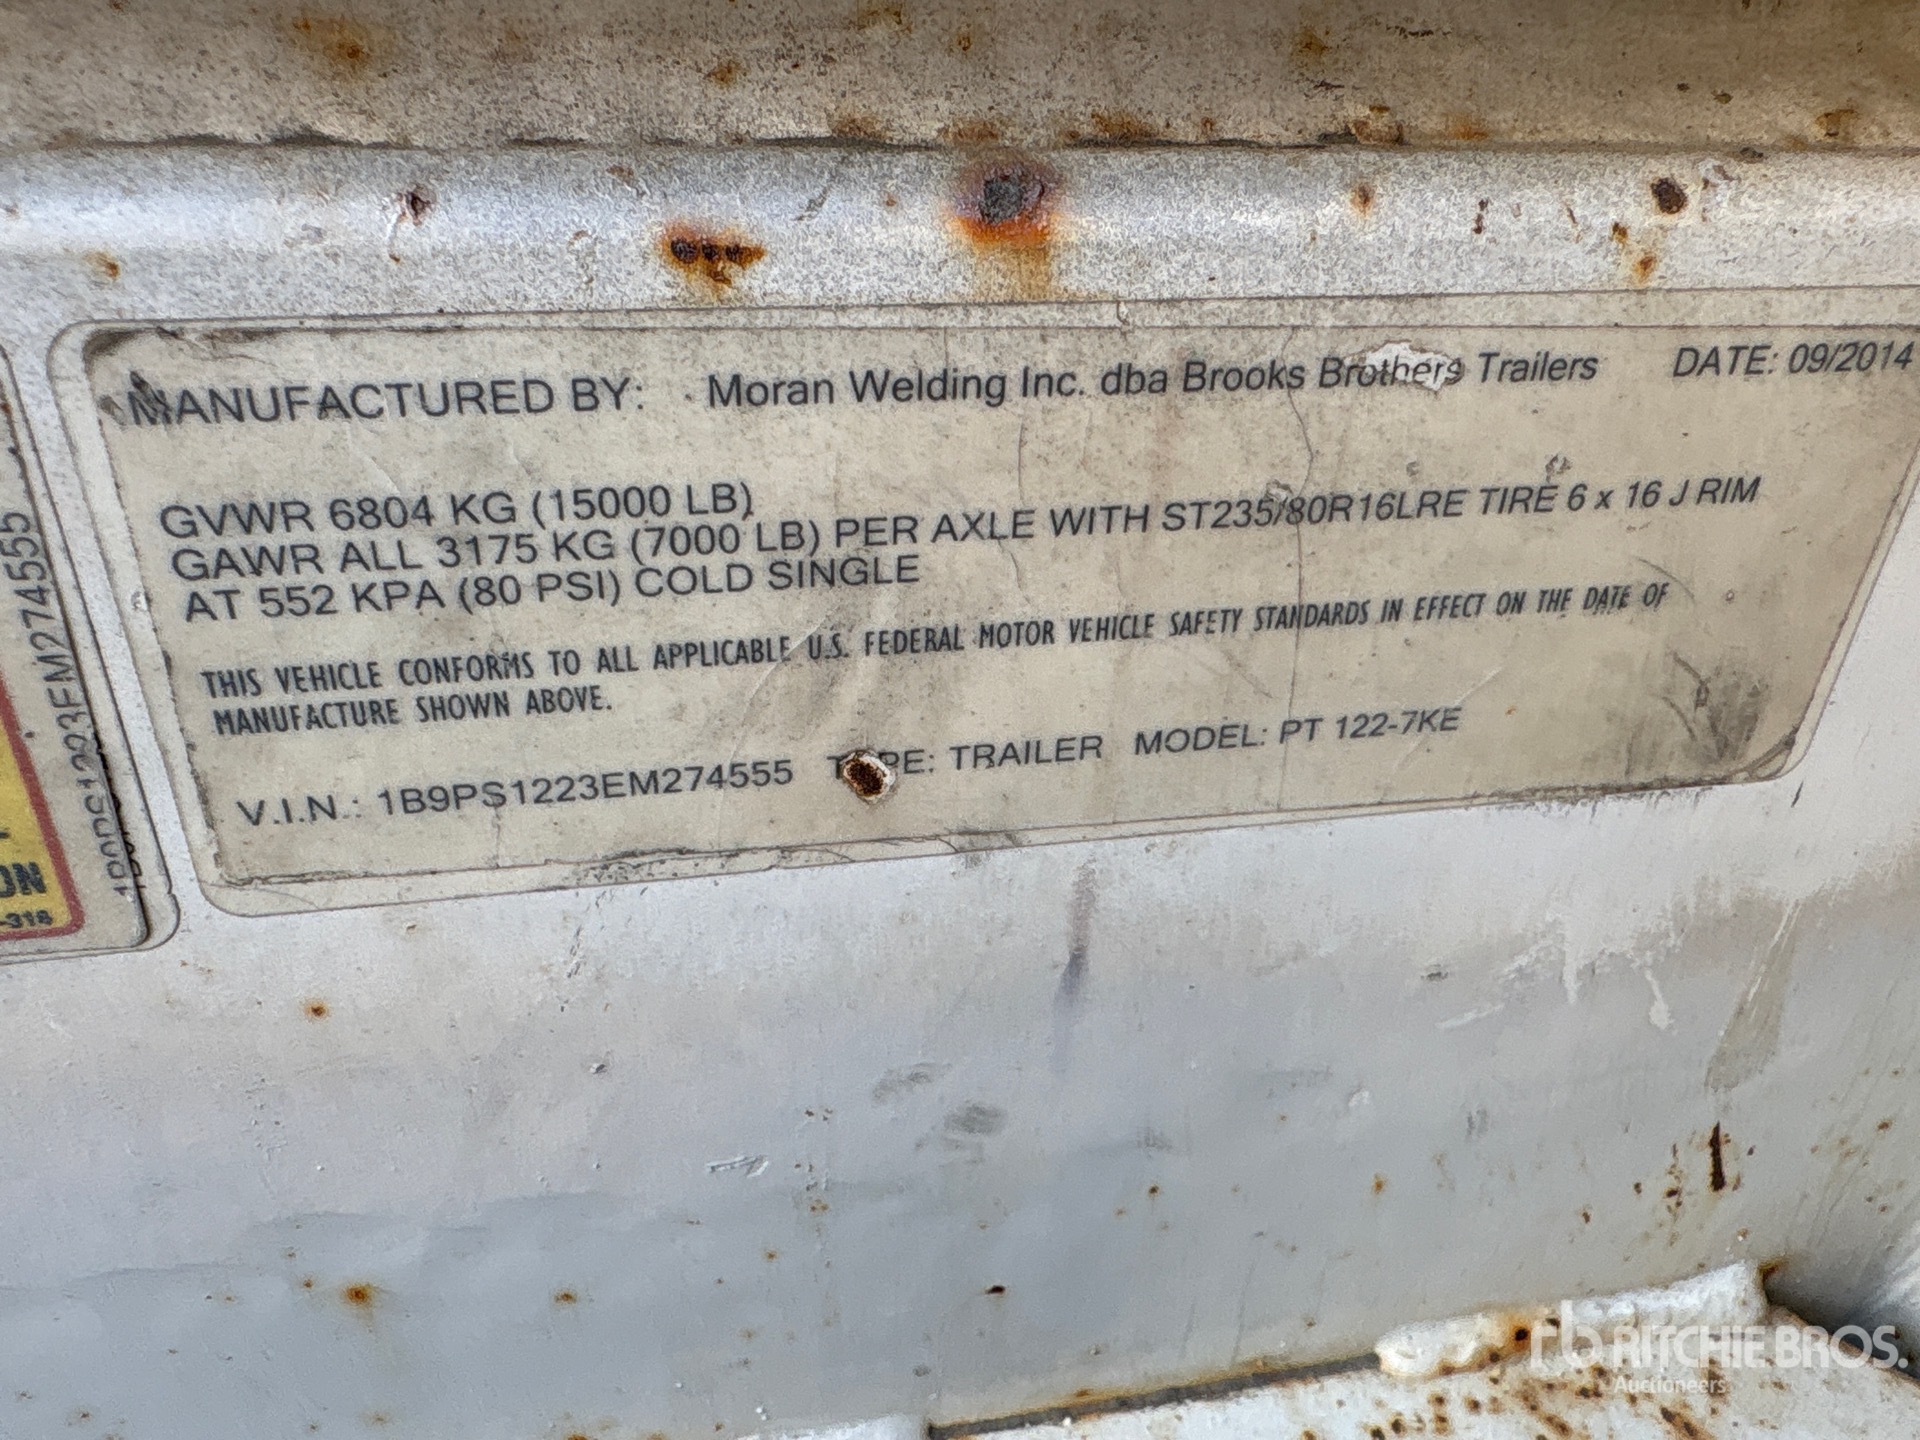 MANUFACTURED BY: Moran Welding Inc. dba Brooks Brothers Trailers DATE: 09/2014
GVWR 6804 KG (15000 LB)
GAWR ALL 3175 KG (7000 LB) PER AXLE WITH ST235/80R16LRE TIRE 6 x 16 J RIM
AT 552 KPA (80 PSI) COLD SINGLE
THIS VEHICLE CONFORMS TO ALL APPLICABLE U.S. FEDERAL MOTOR VEHICLE SAFETY STANDARDS IN EFFECT ON THE DATE OF
MANUFACTURE SHOWN ABOVE.
V.I.N.: 1B9PS1223EM274555 TYPE: TRAILER MODEL: PT 122-7KE
1B9PS1223EM274555
ON
-316
RITCHIE BROS.
Auctioneers